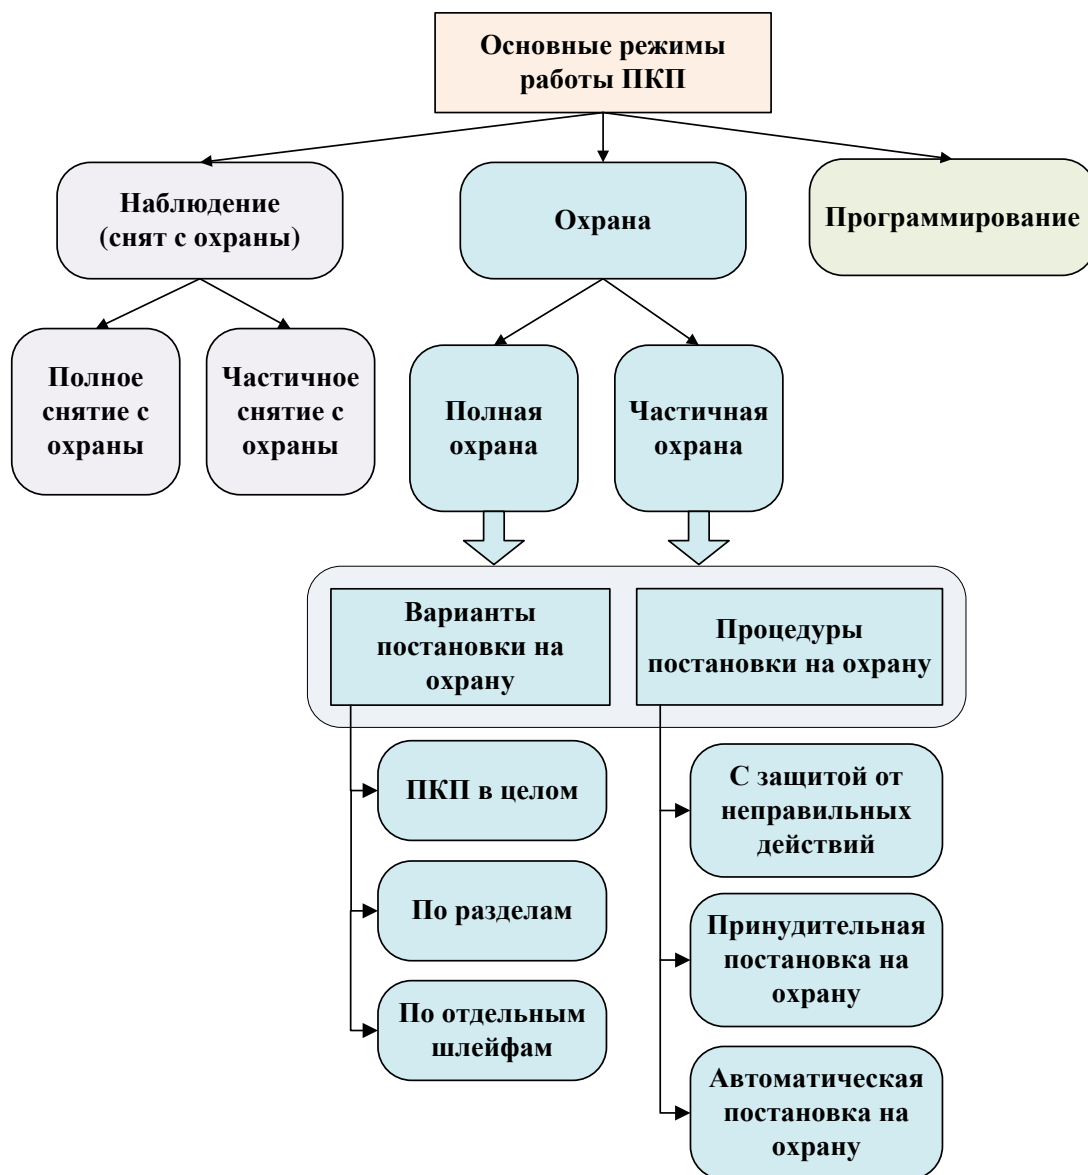 Основные режимы
работы ПКП
Наблюдение
(снят с охраны)
Охрана
Программирование
Полное
снятие с
охраны
Частичное
снятие с
охраны
Полная
охрана
Частичная
охрана
Варианты
постановки на
охрану
Процедуры
постановки на охрану
ПКП в целом
По разделам
По отдельным
шлейфам
С защитой от
неправильных
действий
Принудительная
постановка на
охрану
Автоматическая
постановка на
охрану